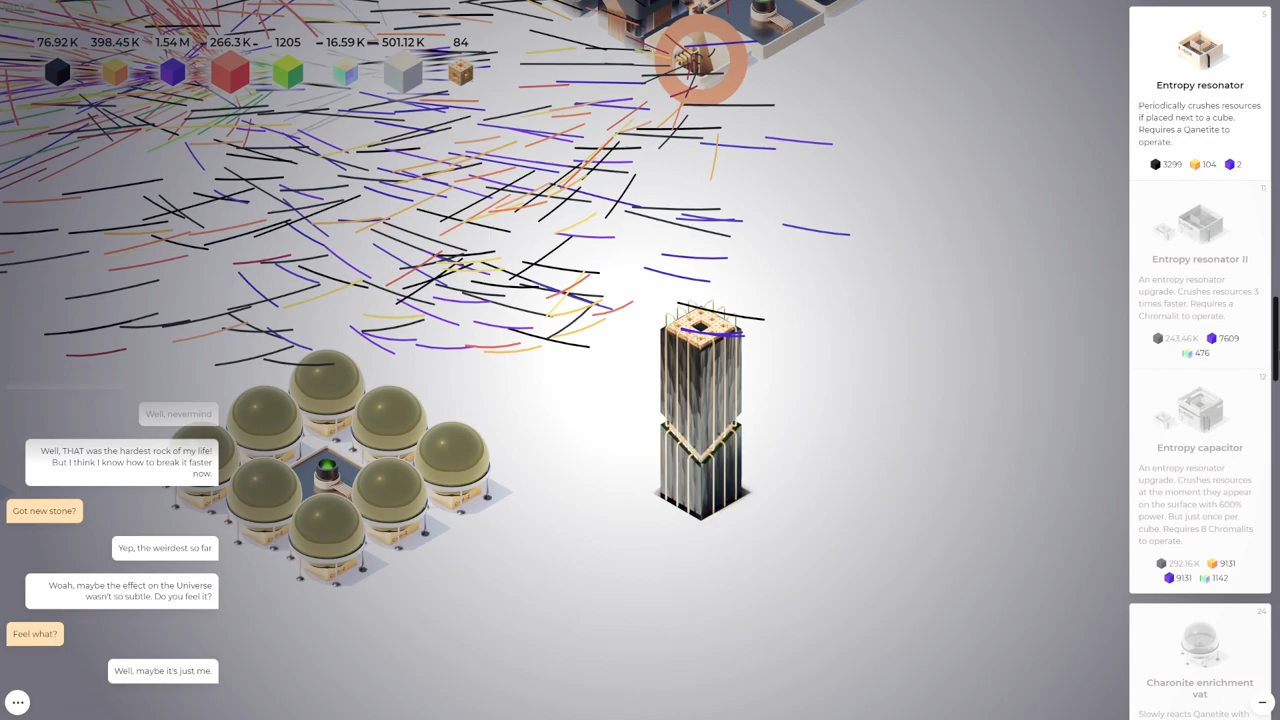 76.92 K 398.45 K 1.54 M 266.3 K 1205 16.59 K 501.12 K 84
Well, nevermind
Well, THAT was the hardest rock of my life!
But I think I know how to break it faster
now.
Got new stone?
Yep, the weirdest so far
Woah, maybe the effect on the Universe
wasn't so subtle. Do you feel it?
Feel what?
Well, maybe it's just me.
5
Entropy resonator
Periodically crushes resources
if placed next to a cube.
Requires a Qanetite to
operate.
3299 104 2
11
Entropy resonator II
An entropy resonator
upgrade. Crushes resources 3
times faster. Requires a
Chromalit to operate.
243.46 K 7609
476
12
Entropy capacitor
An entropy resonator
upgrade. Crushes resources
at the moment they appear
on the surface with 600%
power. But just once per
cube. Requires 8 Chromalits
to operate.
292.16 K 9131
9131 1142
24
Charonite enrichment
vat
Slowly reacts Qanetite with